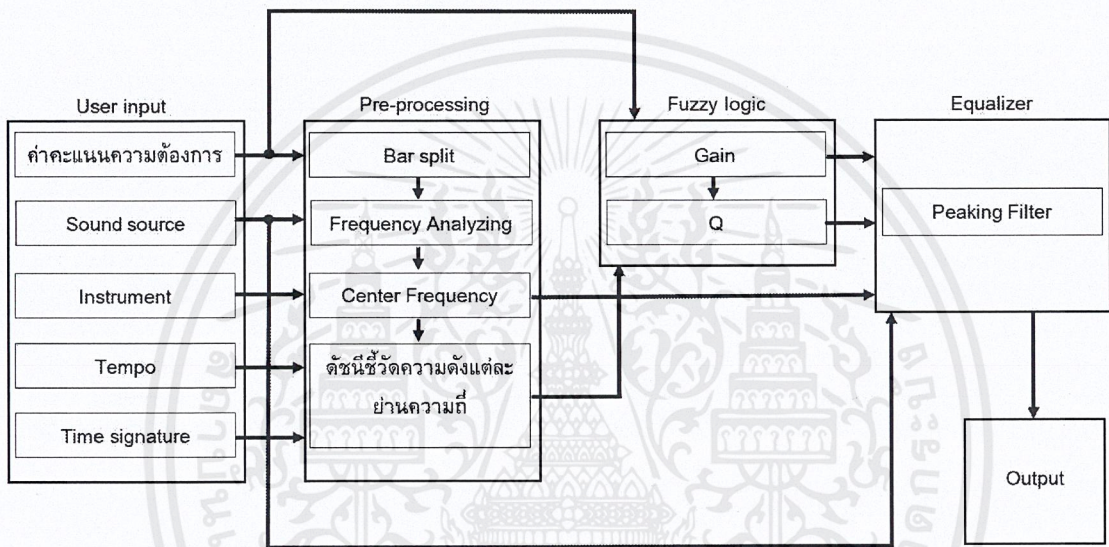 User input
Pre-processing
Fuzzy logic
Equalizer
ค่าคะแนนความต้องการ
Sound source
Instrument
Tempo
Time signature
Bar split
Frequency Analyzing
Center Frequency
ดัชนีชี้วัดความดังแต่ละ
ย่านความถี่
Gain
Q
Peaking Filter
Output